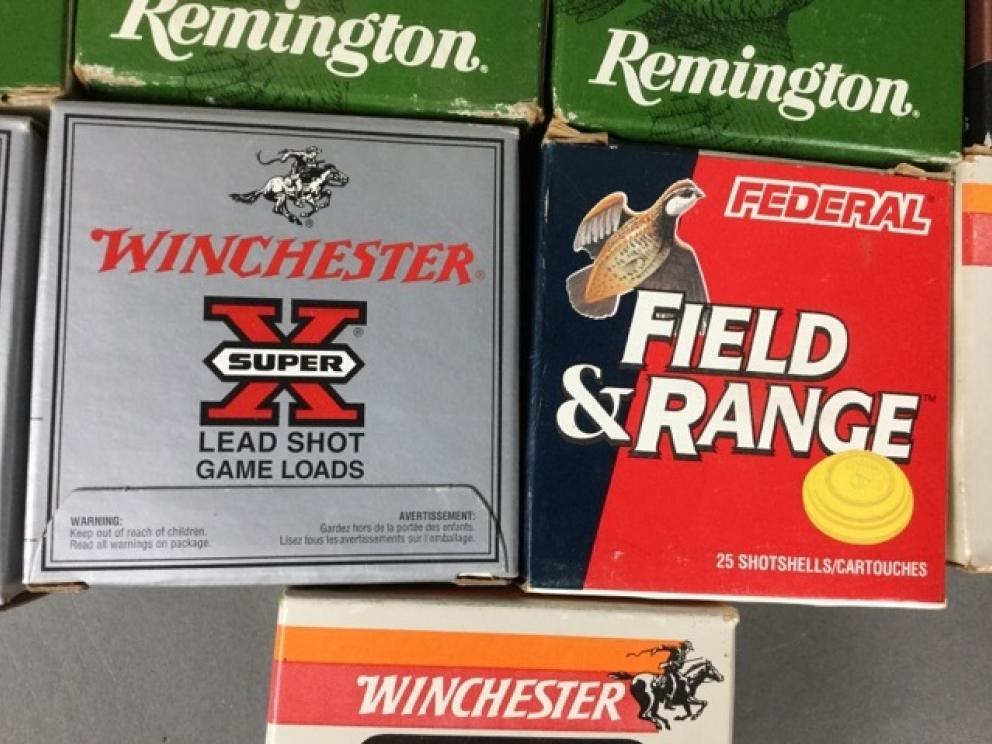 Remington.
Remington.
WINCHESTER®
X®
SUPER
LEAD SHOT
GAME LOADS
WARNING:
Keep out of reach of children.
Read all warnings on package.
AVERTISSEMENT:
Gardez hors de la portée des enfants.
Lisez tous les avertissements sur l'emballage.
FEDERAL®
FIELD
& RANGE™
25 SHOTSHELLS/CARTOUCHES
WINCHESTER